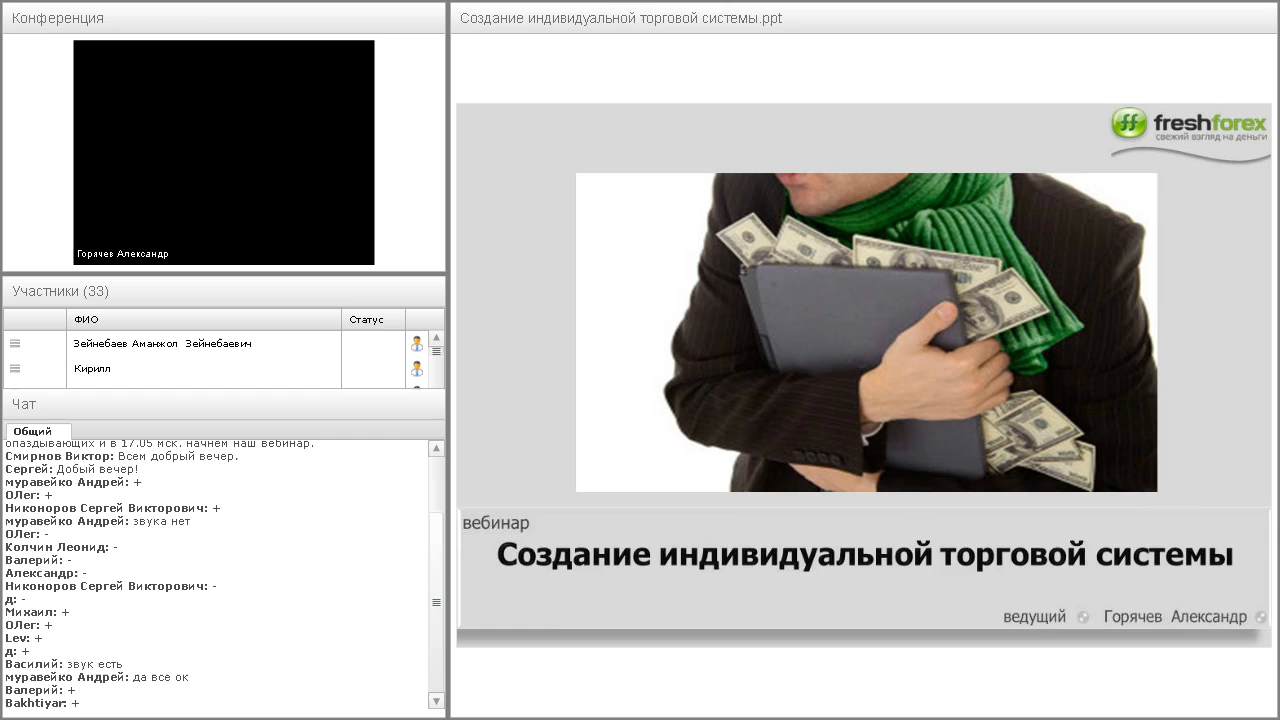 Конференция
Горячев Александр
Участники (33)
ФИО
Статус
Зейнебаев Аманжол Зейнебаевич
Кирилл
Чат
Общий
опаздывающих и в 17.05 мск. начнем наш вебинар.
Смирнов Виктор: Всем добрый вечер.
Сергей: Добый вечер!
муравейко Андрей: +
ОЛег: +
Никоноров Сергей Викторович: +
муравейко Андрей: звука нет
ОЛег: -
Колчин Леонид: -
Валерий: -
Александр: -
Никоноров Сергей Викторович: -
д: -
Михаил: +
ОЛег: +
Lev: +
д: +
Василий: звук есть
муравейко Андрей: да все ок
Валерий: +
Bakhtiyar: +
Создание индивидуальной торговой системы.ppt
ff freshforex
свежий взгляд на деньги
вебинар
Создание индивидуальной торговой системы
ведущий Горячев Александр